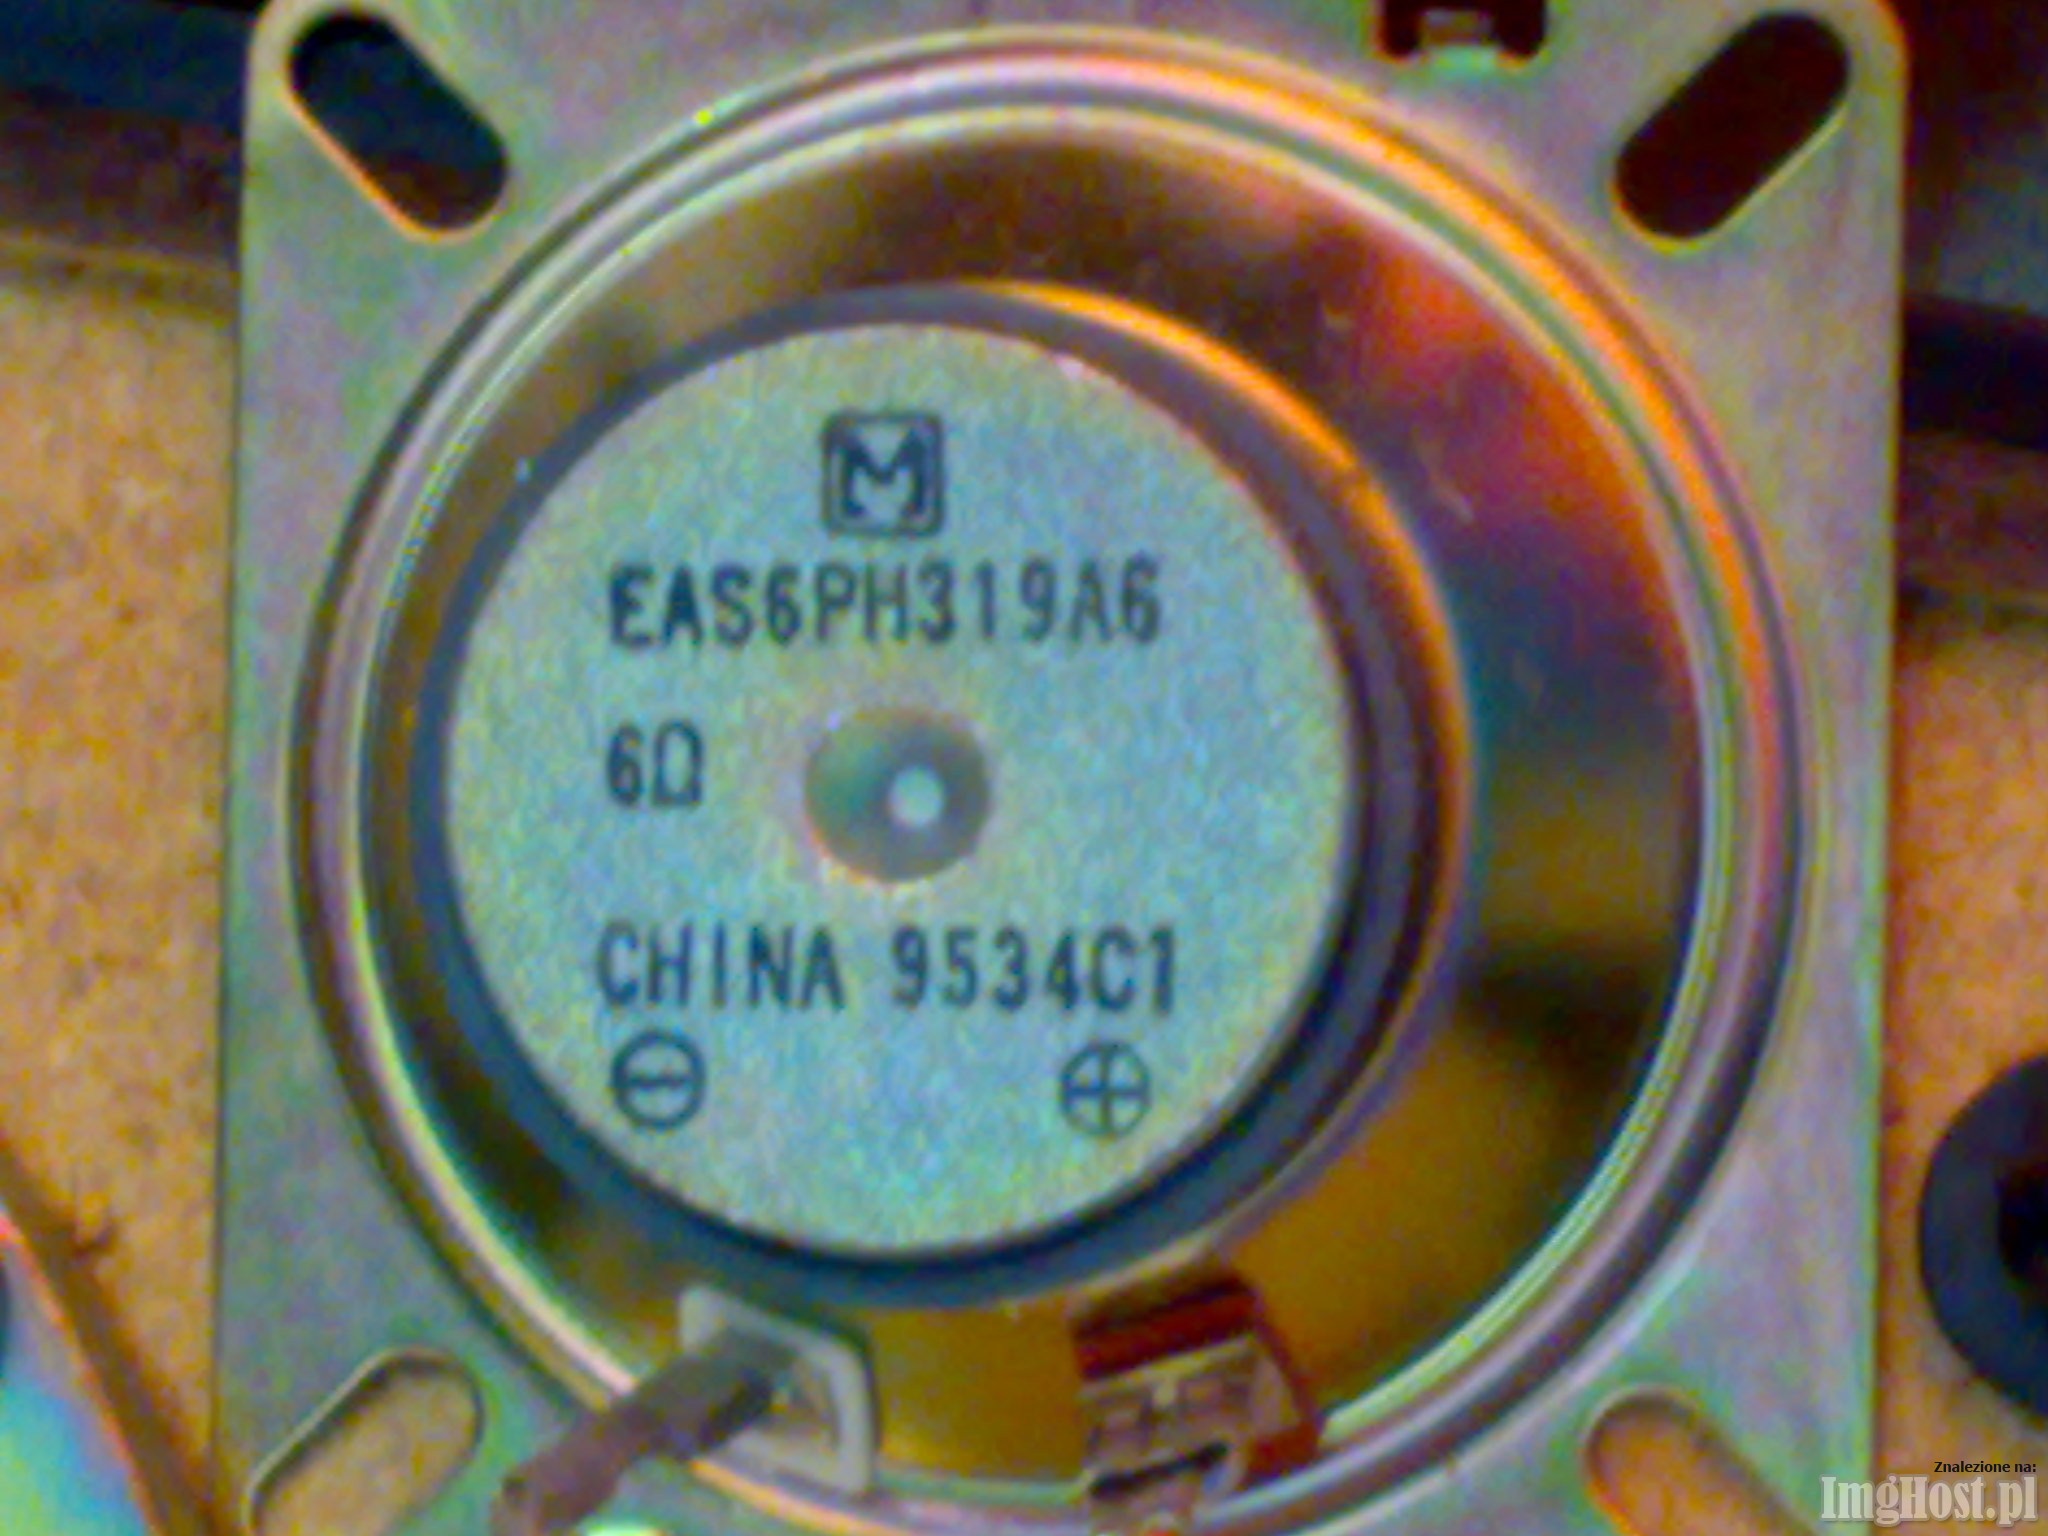 M
EAS6PH319A6
6Ω
CHINA 9534C1
⊖ ⊕
Znalezione na:
ImgHost.pl